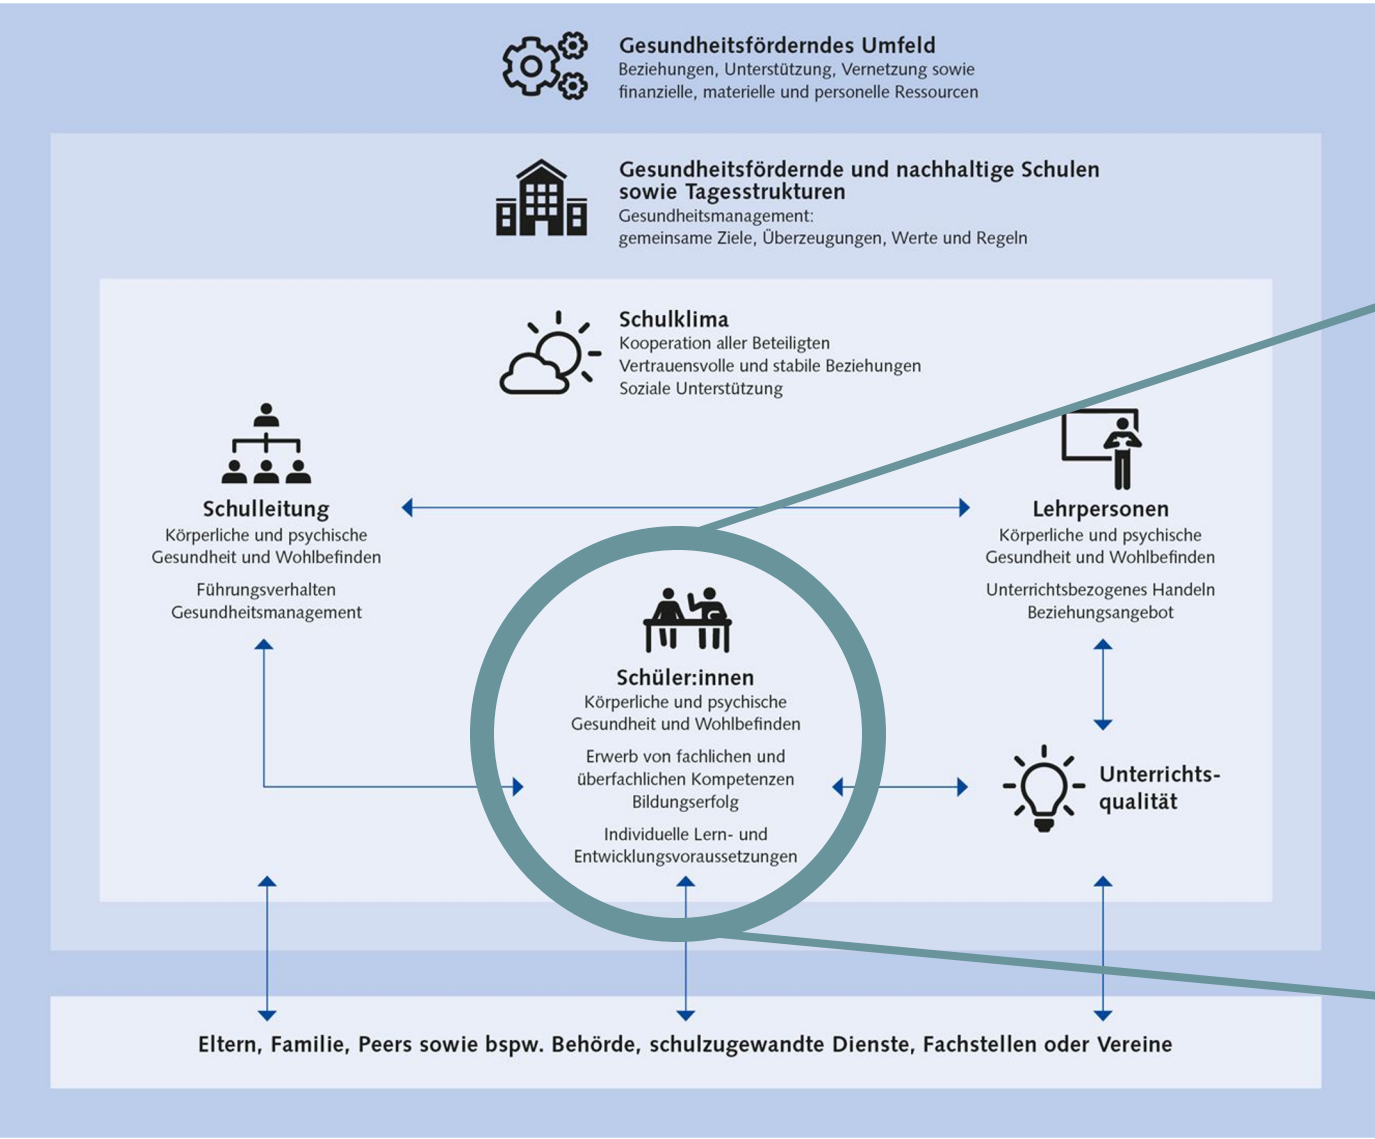 Gesundheitsförderndes Umfeld
Beziehungen, Unterstützung, Vernetzung sowie
finanzielle, materielle und personelle Ressourcen
Gesundheitsfördernde und nachhaltige Schulen
sowie Tagesstrukturen
Gesundheitsmanagement:
gemeinsame Ziele, Überzeugungen, Werte und Regeln
Schulklima
Kooperation aller Beteiligten
Vertrauensvolle und stabile Beziehungen
Soziale Unterstützung
Schulleitung
Körperliche und psychische
Gesundheit und Wohlbefinden
Führungsverhalten
Gesundheitsmanagement
Lehrpersonen
Körperliche und psychische
Gesundheit und Wohlbefinden
Unterrichtsbezogenes Handeln
Beziehungsangebot
Schüler:innen
Körperliche und psychische
Gesundheit und Wohlbefinden
Erwerb von fachlichen und
überfachlichen Kompetenzen
Bildungserfolg
Individuelle Lern- und
Entwicklungsvoraussetzungen
Unterrichts-
qualität
Eltern, Familie, Peers sowie bspw. Behörde, schulzugewandte Dienste, Fachstellen oder Vereine